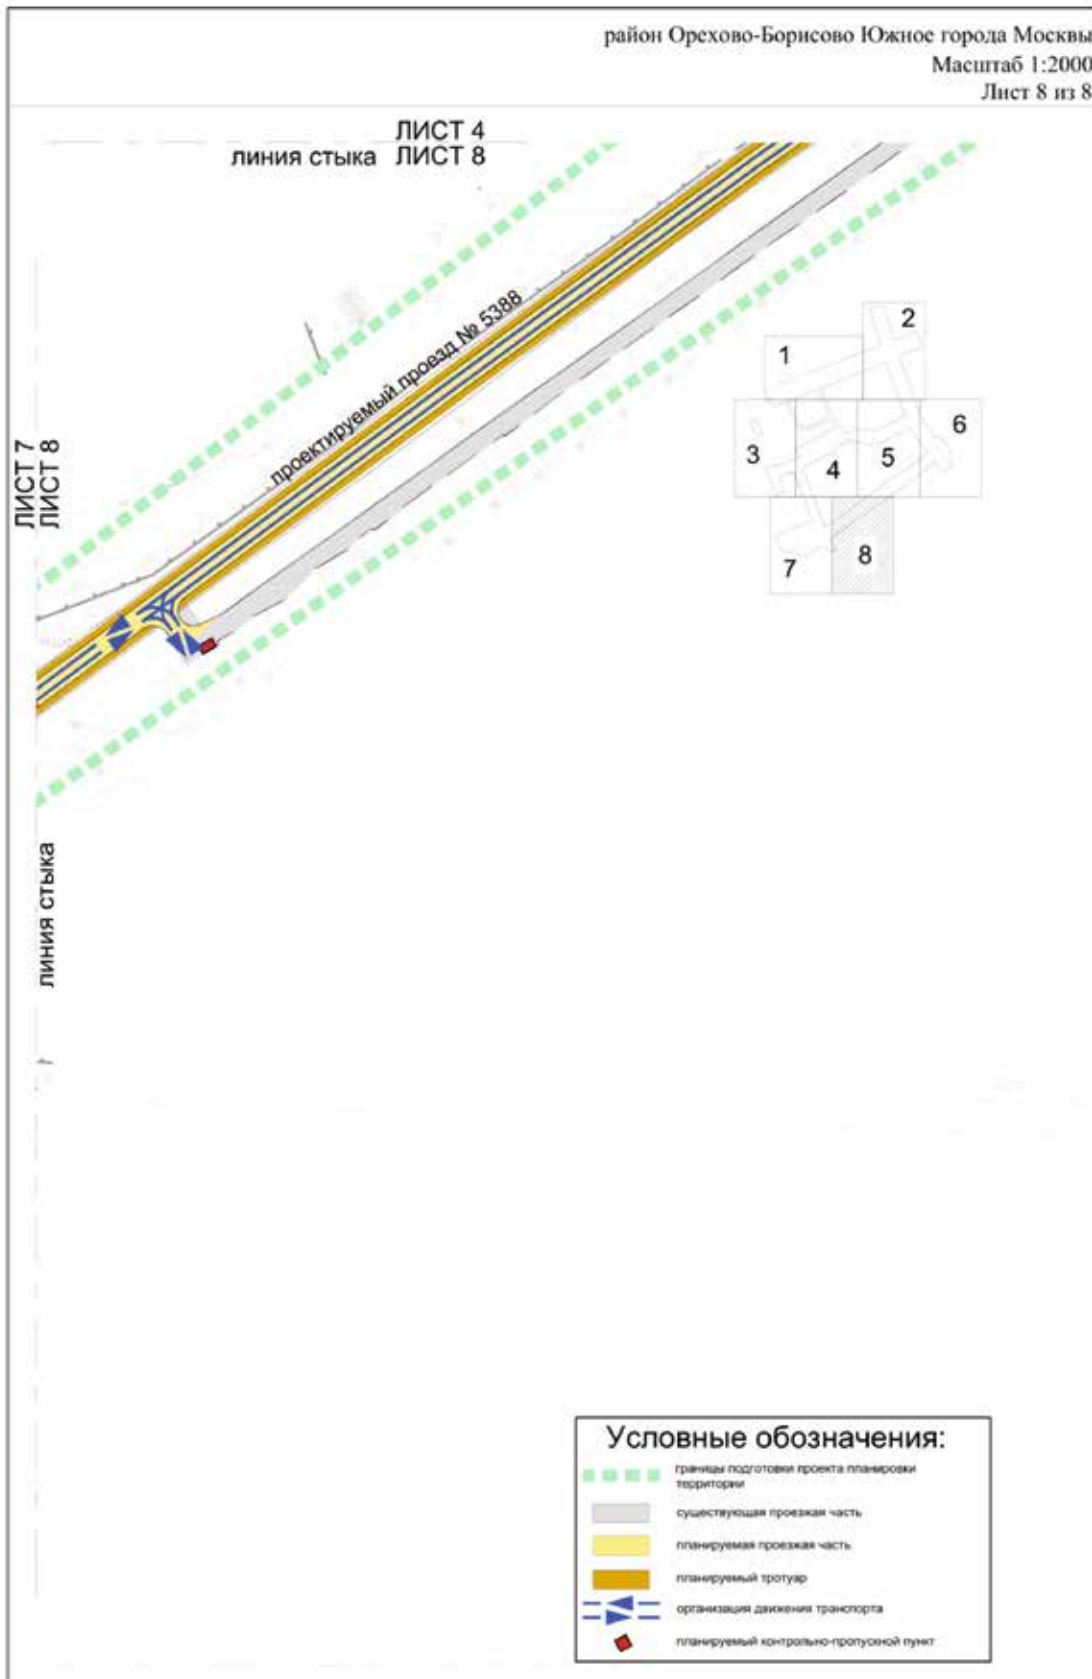 район Орехово-Борисово Южное города Москвы
Масштаб 1:2000
Лист 8 из 8
ЛИСТ 4
линия стыка ЛИСТ 8
проектируемый проезд № 5388
ЛИСТ 7
ЛИСТ 8
линия стыка
1
2
3
4
5
6
7
8
Условные обозначения:
границы подготовки проекта планировки
территории
существующая проезжая часть
планируемая проезжая часть
планируемый тротуар
организация движения транспорта
планируемый контрольно-пропускной пункт